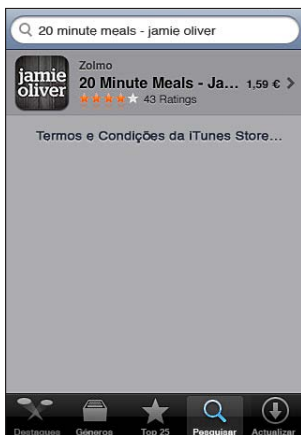 20 minute meals - jamie oliver
jamie
oliver
Zolmo
20 Minute Meals - Ja... 1,59 €
43 Ratings
Termos e Condições da iTunes Store...
Destaques Géneros Top 25 Pesquisar Actualizar